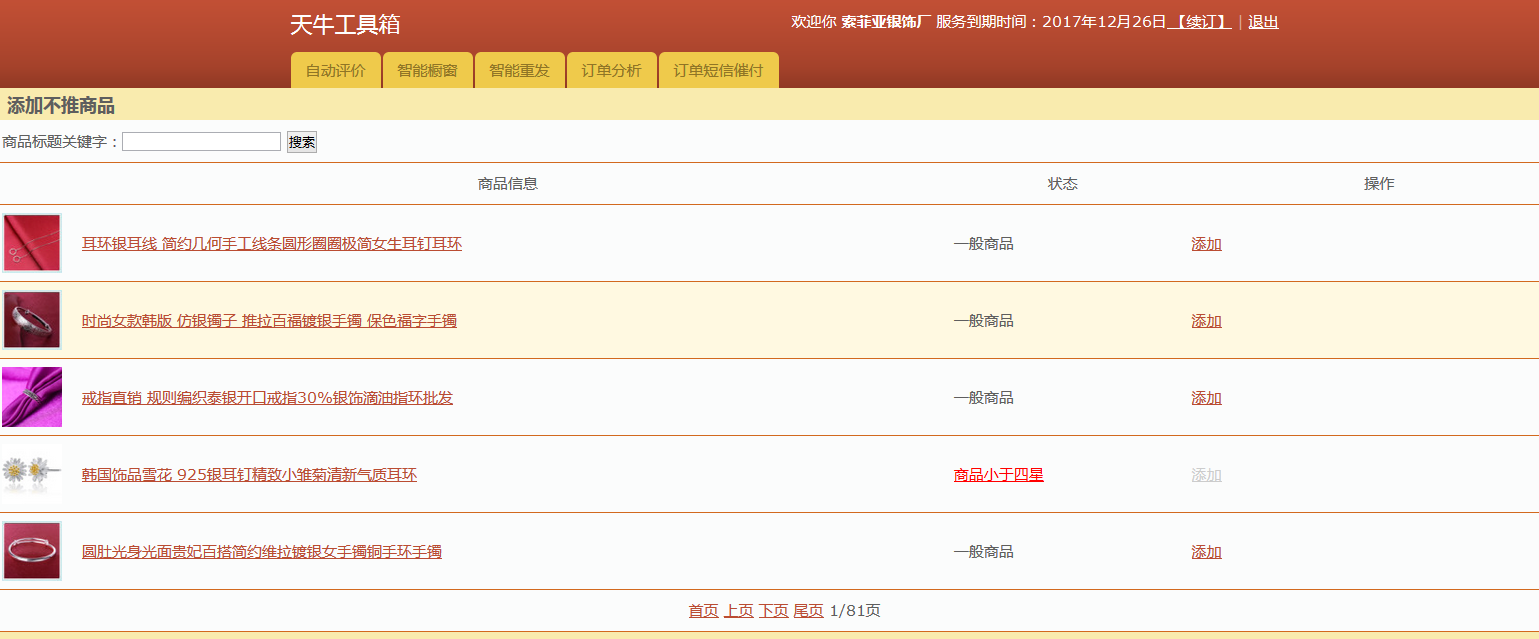 天牛工具箱
欢迎你 索菲亚银饰厂 服务到期时间：2017年12月26日【续订】 | 退出
自动评价 智能橱窗 智能重发 订单分析 订单短信催付
添加不推商品
商品标题关键字： 搜索
商品信息 状态 操作
耳环银耳线 简约几何手工线条圆形圈圈极简女生耳钉耳环 一般商品 添加
时尚女款韩版 仿银镯子 推拉百福镀银手镯 保色福字手镯 一般商品 添加
戒指直销 规则编织泰银开口戒指30%银饰滴油指环批发 一般商品 添加
韩国饰品雪花 925银耳钉精致小雏菊清新气质耳环 商品小于四星 添加
圆肚光身光面贵妃百搭简约维拉镀银女手镯铜手环手镯 一般商品 添加
首页 上页 下页 尾页 1/81页